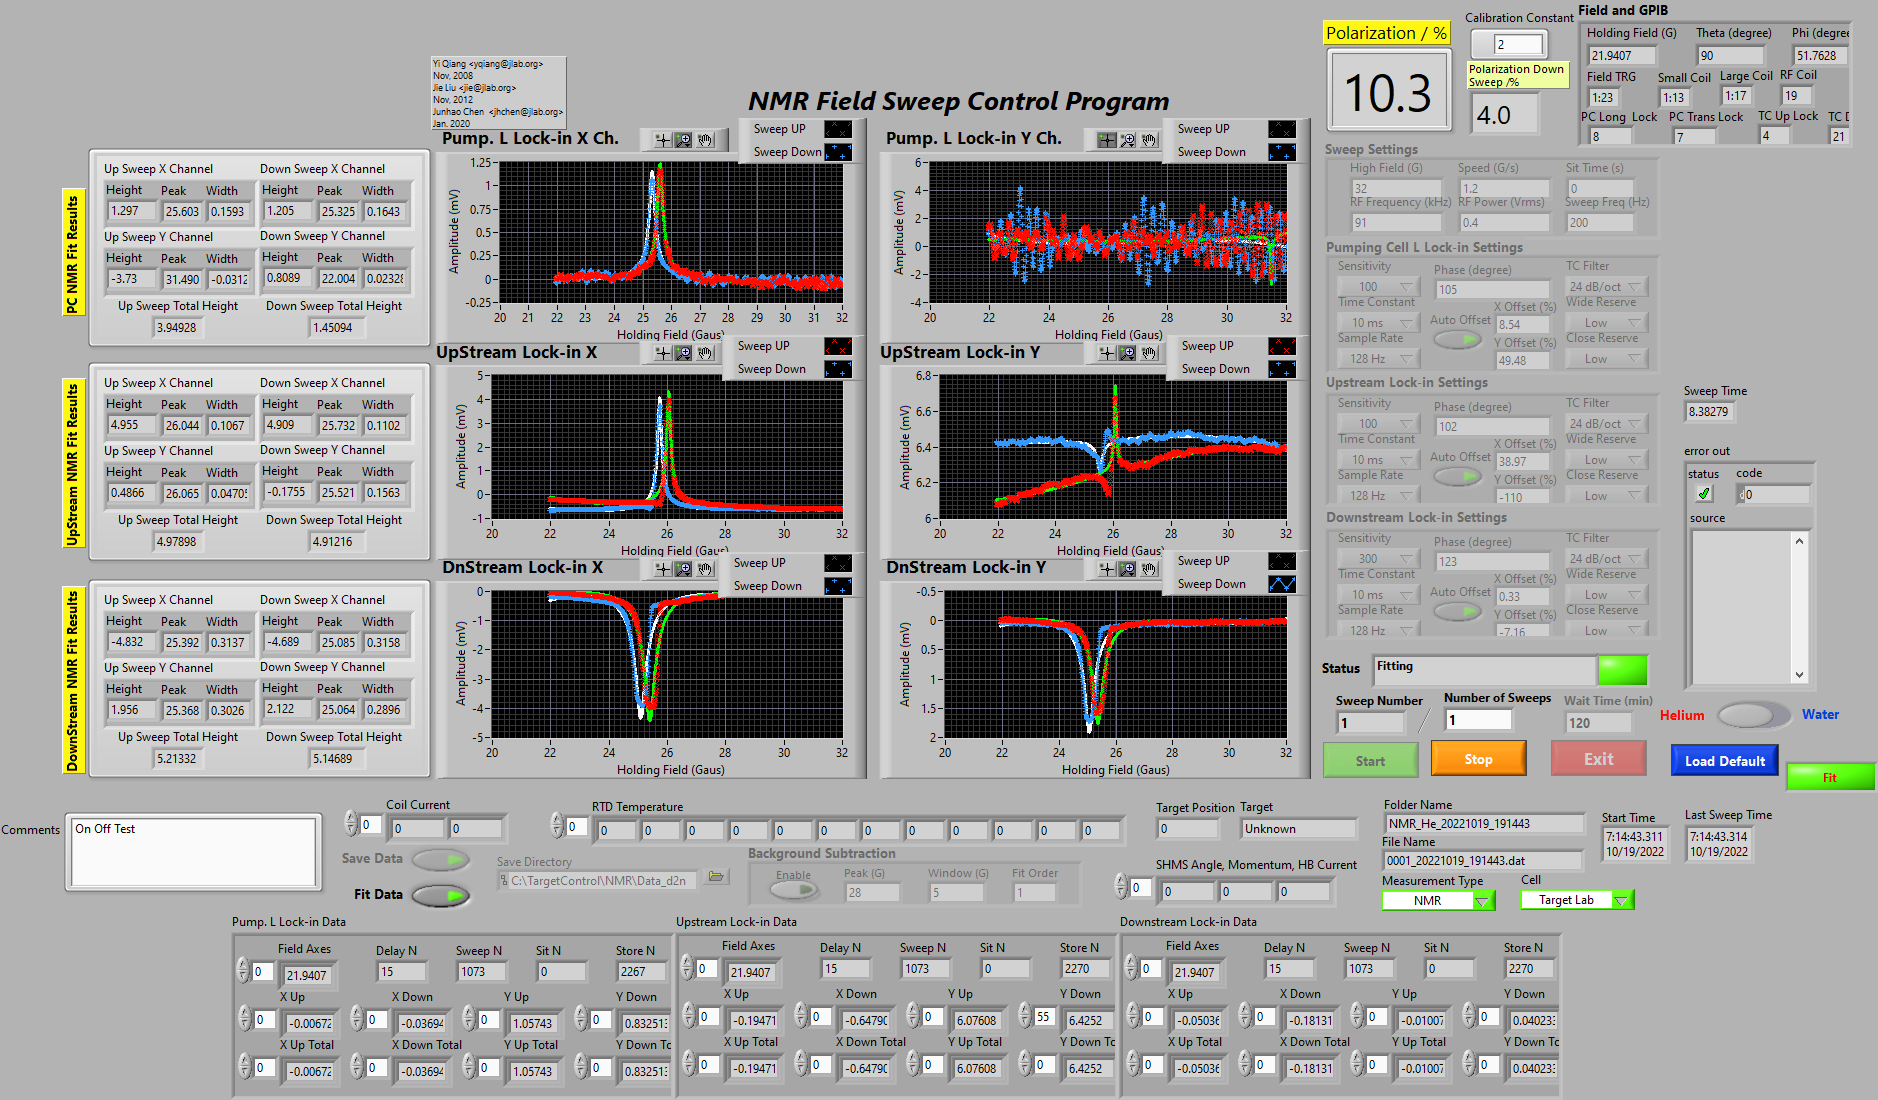 Yi Qiang <yqiang@jlab.org>
Nov, 2008
Jie Liu <jie@jlab.org>
Nov, 2012
Junhao Chen <jhchen@jlab.org>
Jan. 2020
NMR Field Sweep Control Program
Polarization / %
10.3
Calibration Constant
2
Polarization Down
Sweep /%
4.0
Field and GPIB
Holding Field (G) Theta (degree) Phi (degree
21.9407 90 51.7628
Field TRG Small Coil Large Coil RF Coil
1:23 1:13 1:17 19
PC Long Lock PC Trans Lock TC Up Lock TC
8 7 4 21
PC NMR Fit Results
Up Sweep X Channel Down Sweep X Channel
Height Peak Width Height Peak Width
1.297 25.603 0.1593 1.205 25.325 0.1643
Up Sweep Y Channel Down Sweep Y Channel
Height Peak Width Height Peak Width
-3.73 31.490 -0.0312 0.8089 22.004 0.02328
Up Sweep Total Height Down Sweep Total Height
3.94928 1.45094
Pump. L Lock-in X Ch.
Sweep UP
Sweep Down
Amplitude (mV)
1.25
1
0.75
0.5
0.25
0
-0.25
20 21 22 23 24 25 26 27 28 29 30 31 32
Holding Field (Gaus)
Pump. L Lock-in Y Ch.
Sweep UP
Sweep Down
Amplitude (mV)
6
4
2
0
-2
-4
20 22 24 26 28 30 32
Holding Field (Gaus)
UpStream NMR Fit Results
Up Sweep X Channel Down Sweep X Channel
Height Peak Width Height Peak Width
4.955 26.044 0.1067 4.909 25.732 0.1102
Up Sweep Y Channel Down Sweep Y Channel
Height Peak Width Height Peak Width
0.4866 26.065 0.04705 -0.1755 25.521 0.1563
Up Sweep Total Height Down Sweep Total Height
4.97898 4.91216
UpStream Lock-in X
Sweep UP
Sweep Down
Amplitude (mV)
5
4
3
2
1
0
-1
20 22 24 26 28 30 32
Holding Field (Gaus)
UpStream Lock-in Y
Sweep UP
Sweep Down
Amplitude (mV)
6.8
6.6
6.4
6.2
6
20 22 24 26 28 30 32
Holding Field (Gaus)
DownStream NMR Fit Results
Up Sweep X Channel Down Sweep X Channel
Height Peak Width Height Peak Width
-4.832 25.392 0.3137 -4.689 25.085 0.3158
Up Sweep Y Channel Down Sweep Y Channel
Height Peak Width Height Peak Width
1.956 25.368 0.3026 2.122 25.064 0.2896
Up Sweep Total Height Down Sweep Total Height
5.21332 5.14689
DnStream Lock-in X
Sweep UP
Sweep Down
Amplitude (mV)
0
-1
-2
-3
-4
-5
20 22 24 26 28 30 32
Holding Field (Gaus)
DnStream Lock-in Y
Sweep UP
Sweep Down
Amplitude (mV)
-0.5
0
0.5
1
1.5
2
20 22 24 26 28 30 32
Holding Field (Gaus)
Sweep Settings
High Field (G) Speed (G/s) Sit Time (s)
32 1.2 0
RF Frequency (kHz) RF Power (Vrms) Sweep Freq (Hz)
91 0.4 200
Pumping Cell L Lock-in Settings
Sensitivity Phase (degree) TC Filter
100 105 24 dB/oct
Time Constant X Offset (%) Wide Reserve
10 ms Auto Offset 8.54 Low
Sample Rate Y Offset (%) Close Reserve
128 Hz 49.48 Low
Upstream Lock-in Settings
Sensitivity Phase (degree) TC Filter
100 102 24 dB/oct
Time Constant X Offset (%) Wide Reserve
10 ms Auto Offset 38.97 Low
Sample Rate Y Offset (%) Close Reserve
128 Hz -110 Low
Downstream Lock-in Settings
Sensitivity Phase (degree) TC Filter
300 123 24 dB/oct
Time Constant X Offset (%) Wide Reserve
10 ms Auto Offset 0.33 Low
Sample Rate Y Offset (%) Close Reserve
128 Hz -7.16 Low
Sweep Time
8.38279
error out
status code
0
source
Status Fitting
Sweep Number Number of Sweeps Wait Time (min)
1 / 1 120
Helium Water
Start Stop Exit Load Default Fit
Comments On Off Test
Coil Current
0 0 0
Save Data
Fit Data
RTD Temperature
0 0 0 0 0 0 0 0 0 0 0 0 0
Save Directory
C:\TargetControl\NMR\Data_d2n
Background Subtraction
Enable Peak (G) Window (G) Fit Order
28 5 1
Target Position Target
0 Unknown
SHMS Angle, Momentum, HB Current
0 0 0 0
Folder Name
NMR_He_20221019_191443
File Name
0001_20221019_191443.dat
Measurement Type Cell
NMR Target Lab
Start Time Last Sweep Time
7:14:43.311 7:14:43.314
10/19/2022 10/19/2022
Pump. L Lock-in Data
Field Axes Delay N Sweep N Sit N Store N
0 21.9407 15 1073 0 2267
X Up X Down Y Up Y Down
0 -0.00672 0 -0.03694 0 1.05743 0 0.832513
X Up Total X Down Total Y Up Total Y Down To
0 -0.00672 0 -0.03694 0 1.05743 0 0.832513
Upstream Lock-in Data
Field Axes Delay N Sweep N Sit N Store N
0 21.9407 15 1073 0 2270
X Up X Down Y Up Y Down
0 -0.19471 0 -0.64790 0 6.07608 55 6.4252
X Up Total X Down Total Y Up Total Y Down To
0 -0.19471 0 -0.64790 0 6.07608 0 6.4252
Downstream Lock-in Data
Field Axes Delay N Sweep N Sit N Store N
0 21.9407 15 1073 0 2270
X Up X Down Y Up Y Down
0 -0.05036 0 -0.18131 0 -0.01007 0 0.040233
X Up Total X Down Total Y Up Total Y Down To
0 -0.05036 0 -0.18131 0 -0.01007 0 0.040233